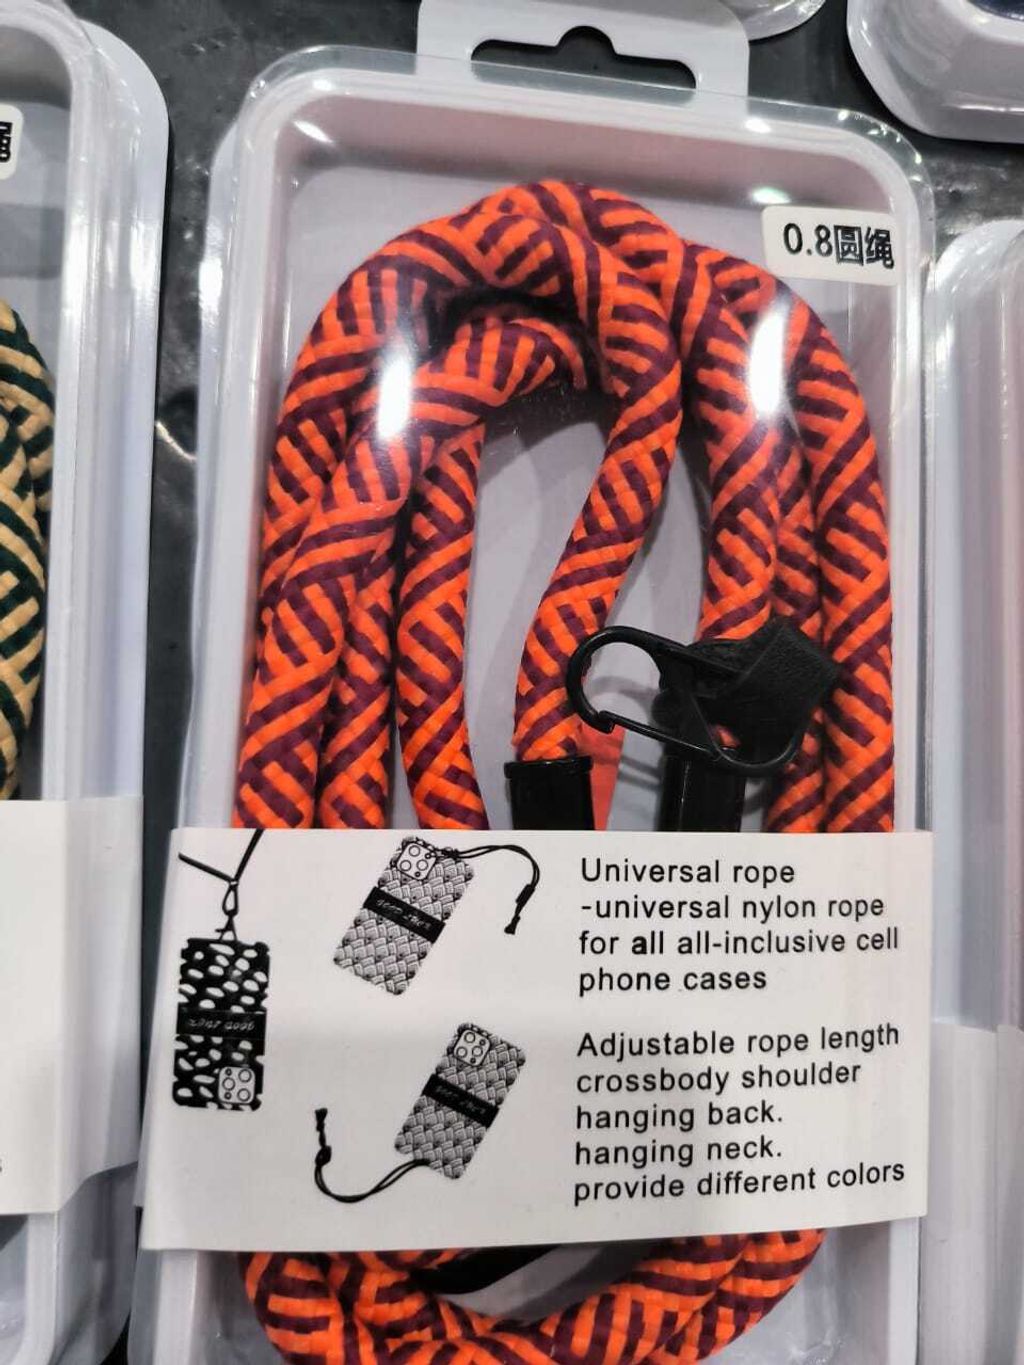 0.8圆绳
Universal rope
-universal nylon rope
for all all-inclusive cell
phone cases
Adjustable rope length
crossbody shoulder
hanging back.
hanging neck.
provide different colors